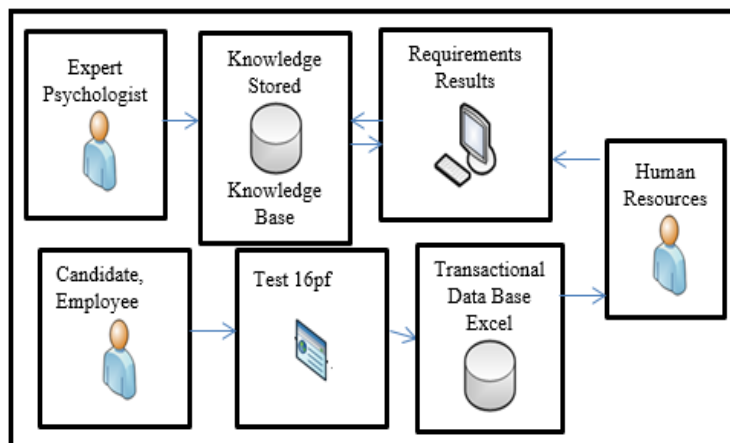 Expert
Psychologist
Knowledge
Stored
Knowledge
Base
Requirements
Results
Human
Resources
Candidate,
Employee
Test 16pf
Transactional
Data Base
Excel